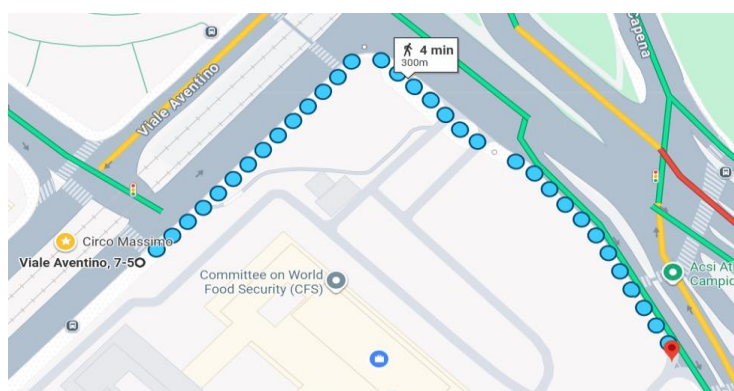 Viale Aventino
4 min
300m
Capena
Circo Massimo
Viale Aventino, 7-5
Committee on World
Food Security (CFS)
Acsi At
Campid